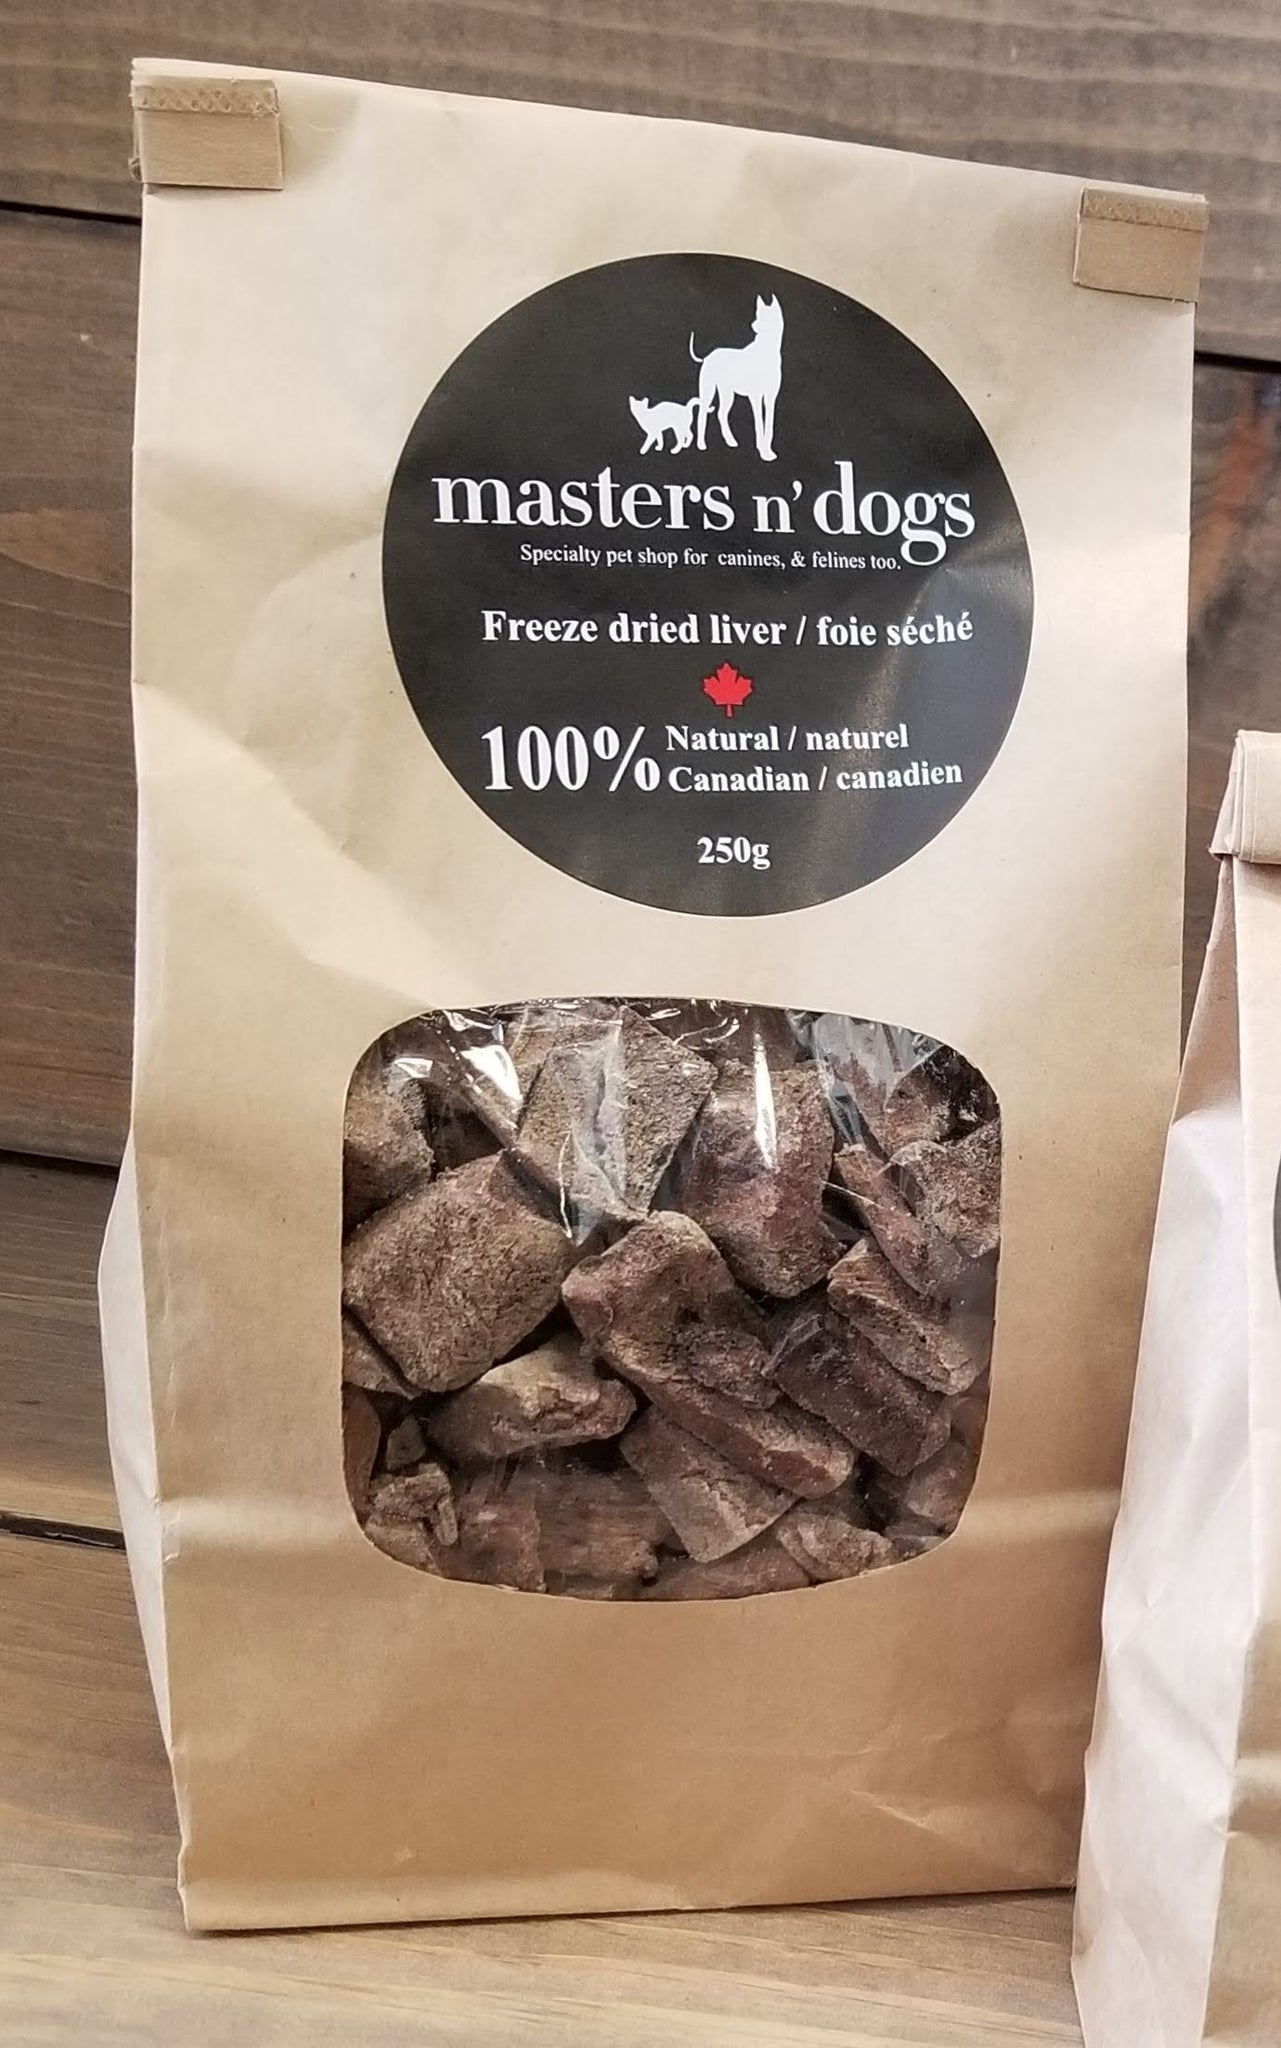 masters n' dogs
Specialty pet shop for canines, & felines too.
Freeze dried liver / foie séché
100% Natural / naturel
Canadian / canadien
250g